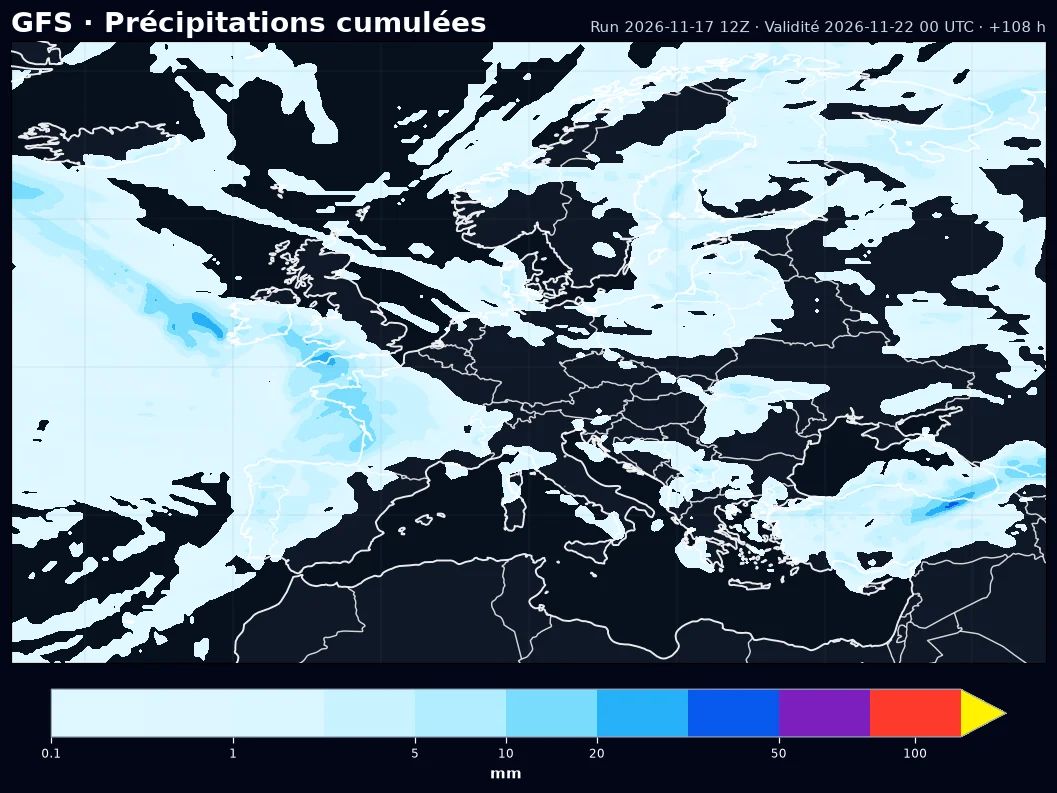 GFS · Précipitations cumulées
Run 2026-11-17 12Z · Validité 2026-11-22 00 UTC · +108 h
0.1 1 5 10 20 50 100
mm